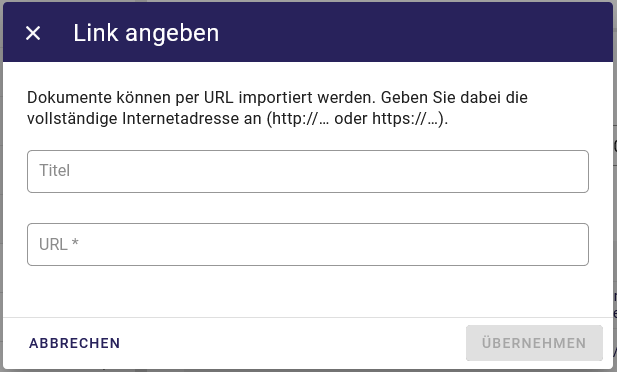 Link angeben
Dokumente können per URL importiert werden. Geben Sie dabei die
vollständige Internetadresse an (http://… oder https://…).
Titel
URL *
ABBRECHEN
ÜBERNEHMEN